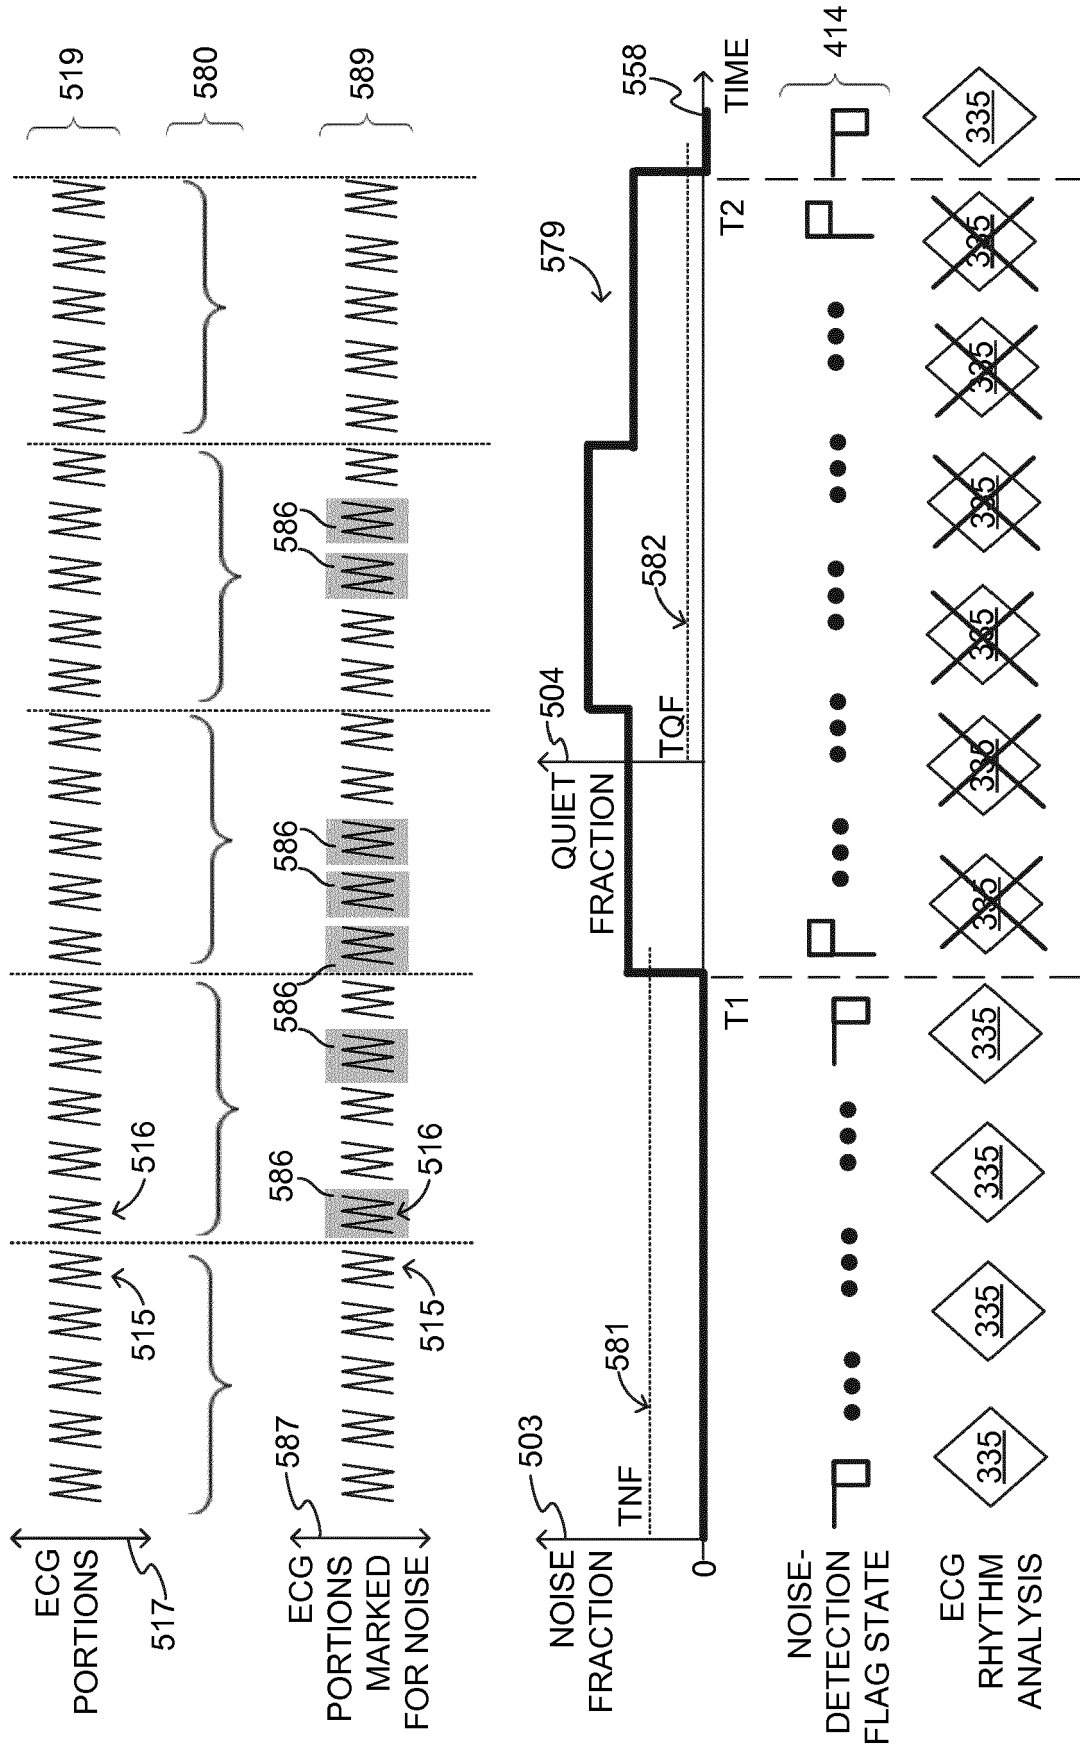 ECG
PORTIONS
517
515
516
519
580
ECG
PORTIONS
MARKED
FOR NOISE
587
515
516
586
586
586
586
589
NOISE
FRACTION
503
TNF
581
0
QUIET
FRACTION
504
TQF
582
579
558
TIME
T1
T2
NOISE-
DETECTION
FLAG STATE
414
ECG
RHYTHM
ANALYSIS
335
335
335
335
335
335
335
335
335
335
335